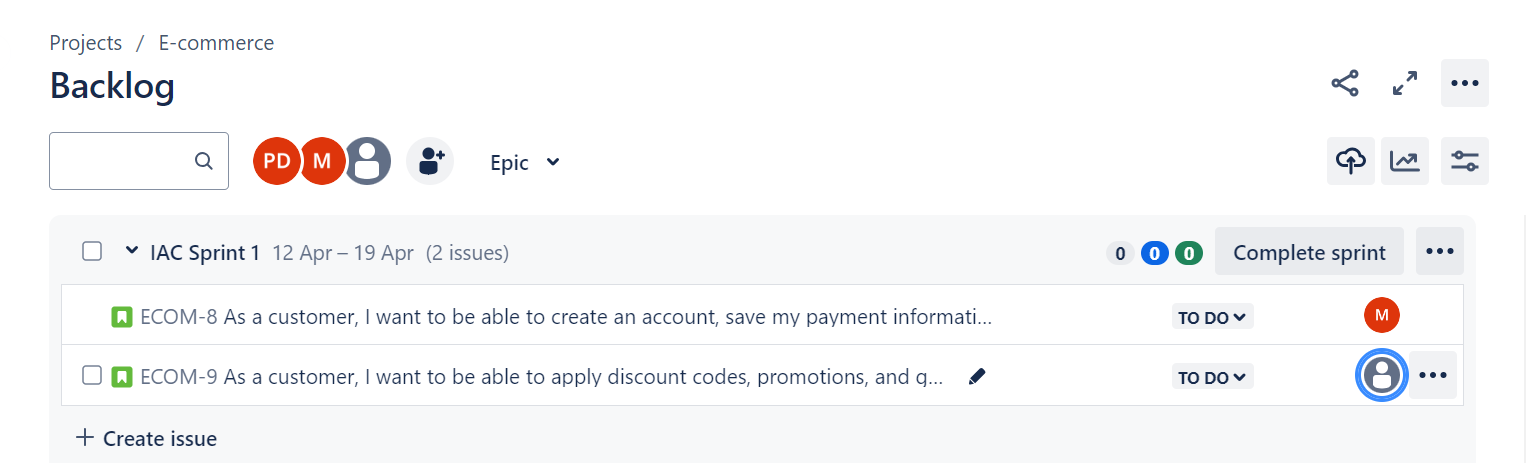 Projects / E-commerce
Backlog
PD M Epic
IAC Sprint 1 12 Apr – 19 Apr (2 issues) 0 0 0 Complete sprint
ECOM-8 As a customer, I want to be able to create an account, save my payment informati... TO DO M
ECOM-9 As a customer, I want to be able to apply discount codes, promotions, and g... TO DO
Create issue